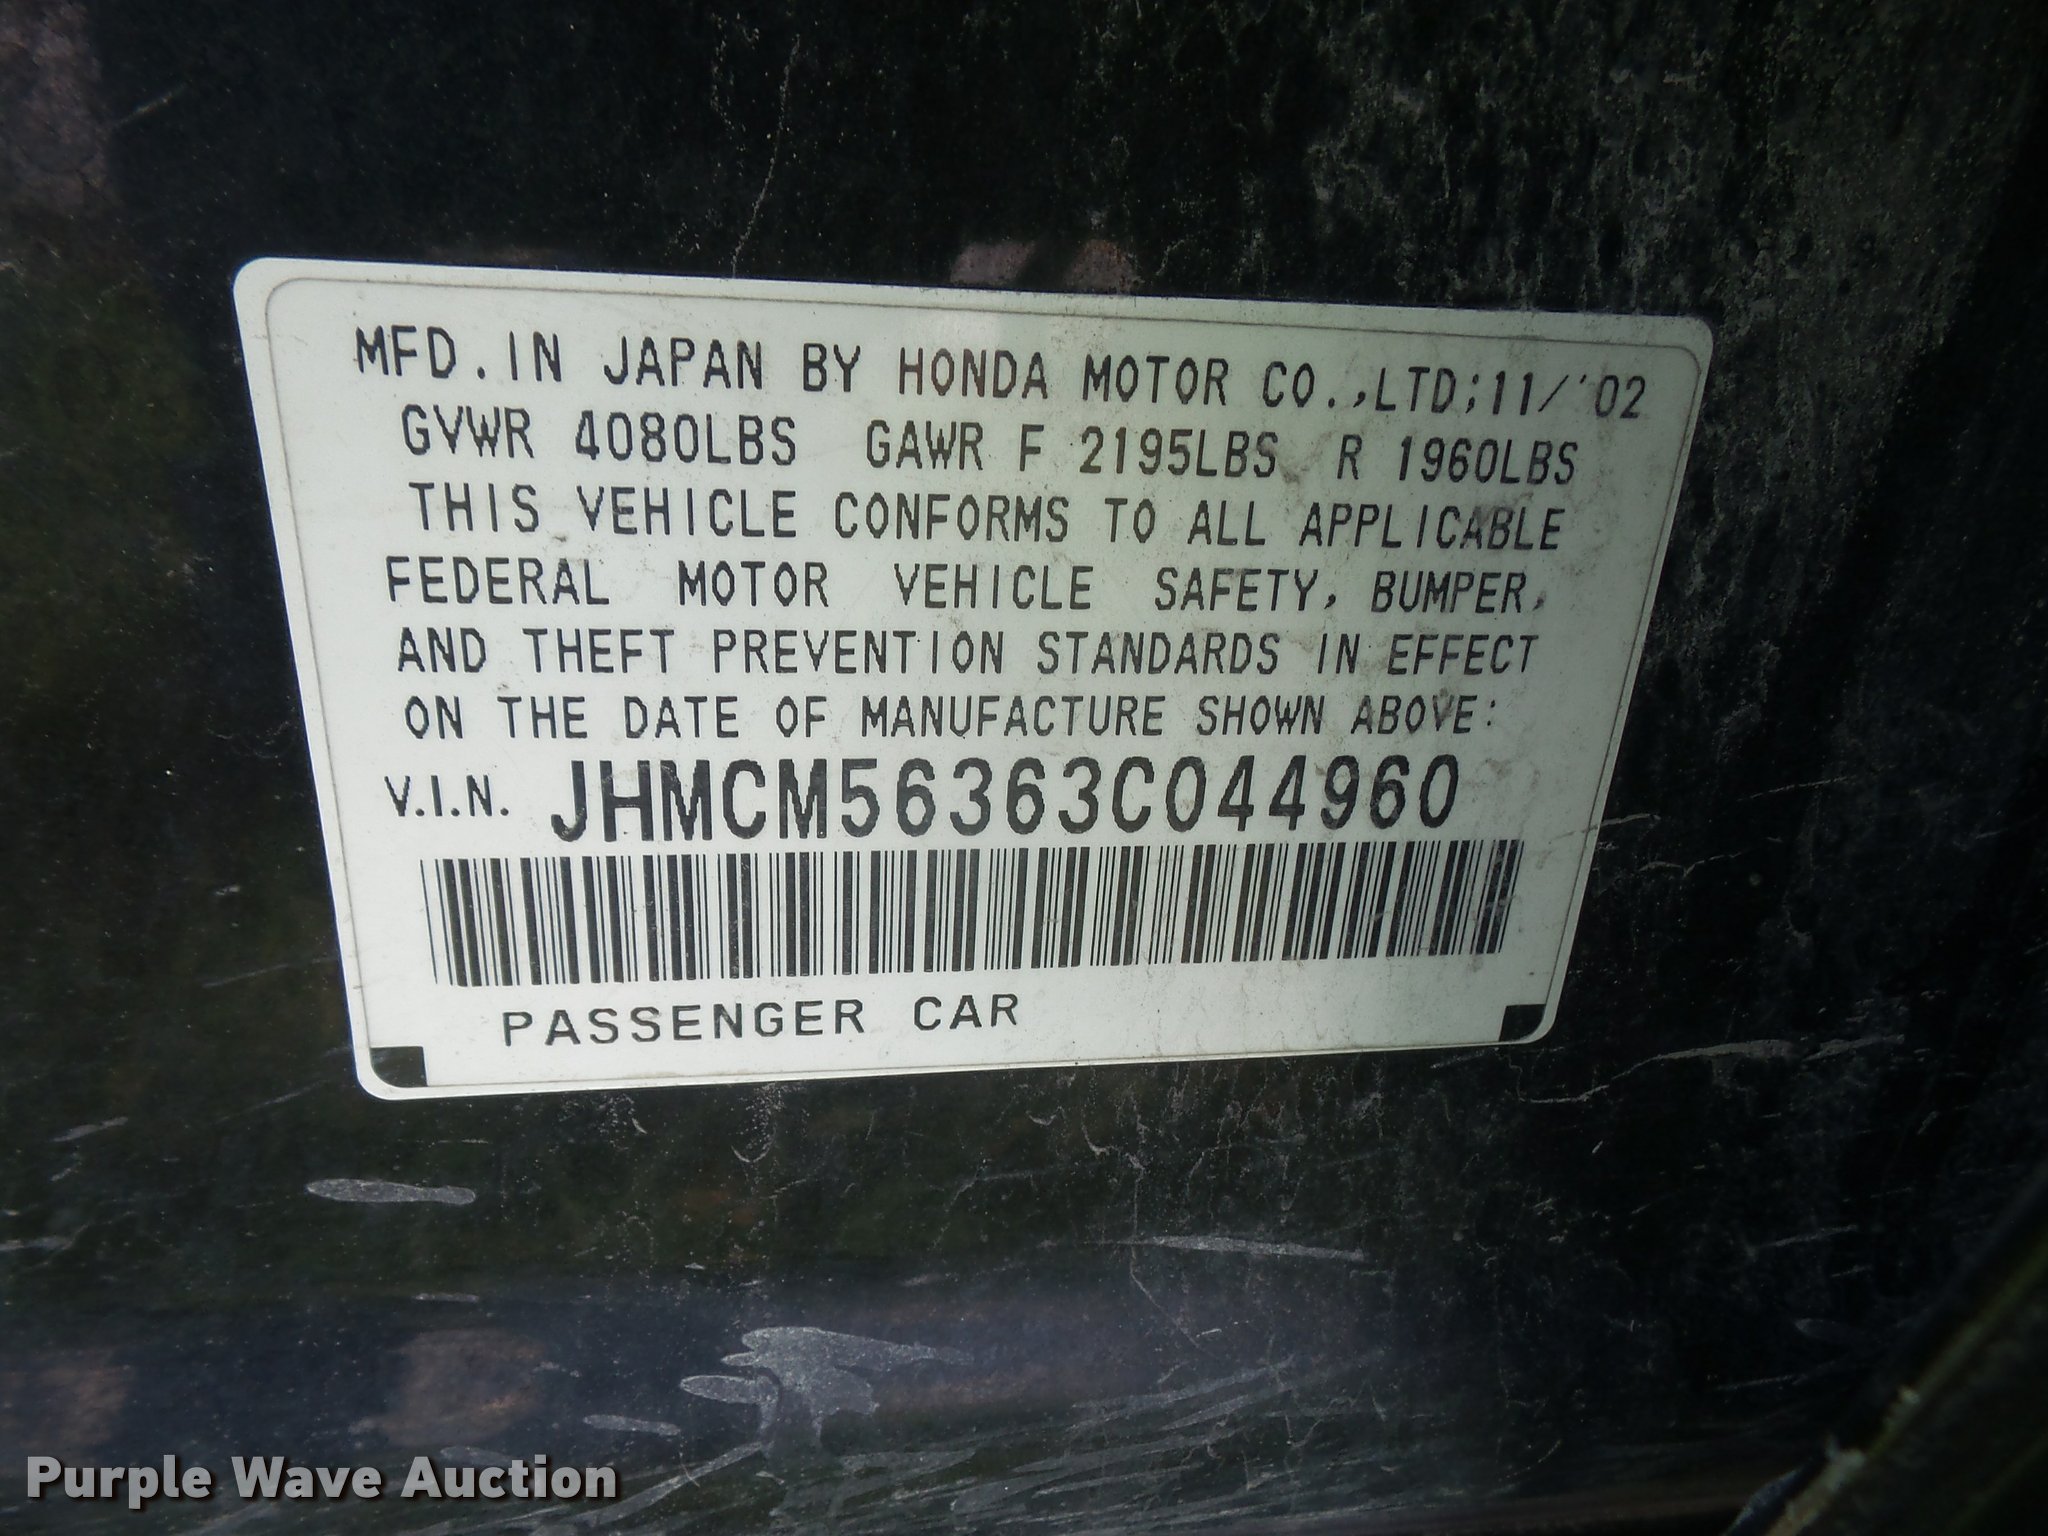 MFD. IN JAPAN BY HONDA MOTOR CO.,LTD;11/'02
GVWR 4080LBS GAWR F 2195LBS R 1960LBS
THIS VEHICLE CONFORMS TO ALL APPLICABLE
FEDERAL MOTOR VEHICLE SAFETY, BUMPER,
AND THEFT PREVENTION STANDARDS IN EFFECT
ON THE DATE OF MANUFACTURE SHOWN ABOVE:
V.I.N. JHMCM56363C044960
PASSENGER CAR
Purple Wave Auction